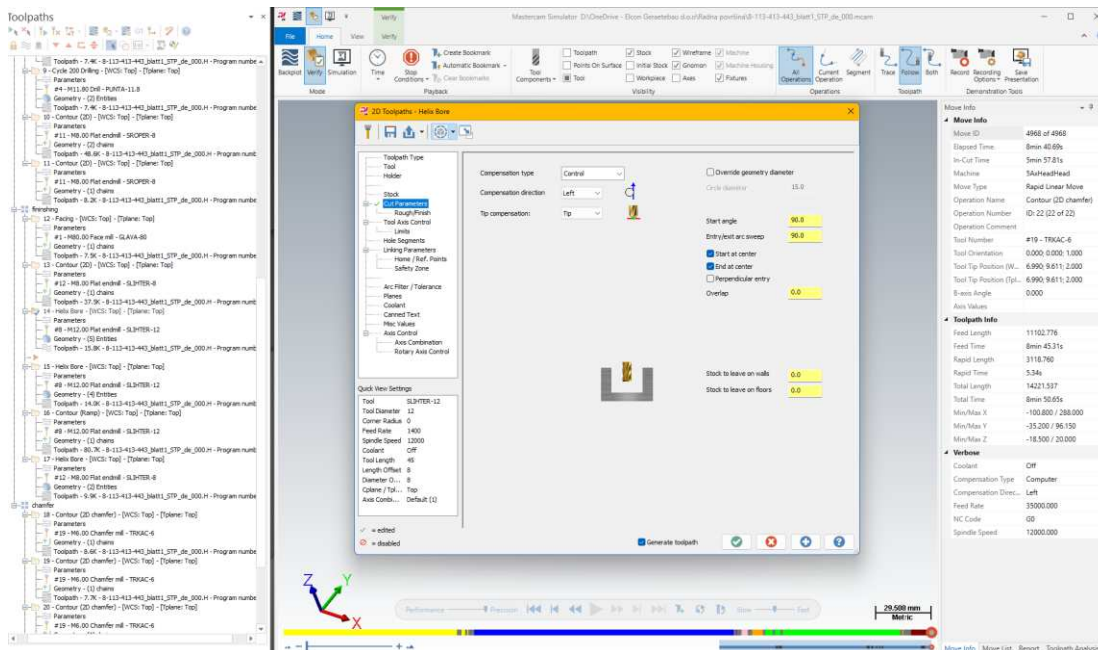 Toolpaths
Toolpath - 7.4K - 8-113-413-443_blatt1_STP_de_000.H - Program numbe
9 - Cycle 200 Drilling - [WCS: Top] - [Tplane: Top]
Parameters
#4 - M11.80 Drill - PUNTA-11.8
Geometry - (2) Entities
Toolpath - 7.4K - 8-113-413-443_blatt1_STP_de_000.H - Program numbe
10 - Contour (2D) - [WCS: Top] - [Tplane: Top]
Parameters
#11 - M8.00 Flat endmill - SROPER-8
Geometry - (2) chains
Toolpath - 48.6K - 8-113-413-443_blatt1_STP_de_000.H - Program numb
11 - Contour (2D) - [WCS: Top] - [Tplane: Top]
Parameters
#11 - M8.00 Flat endmill - SROPER-8
Geometry - (1) chains
Toolpath - 8.2K - 8-113-413-443_blatt1_STP_de_000.H - Program numbe
fininshing
12 - Facing - [WCS: Top] - [Tplane: Top]
Parameters
#1 - M80.00 Face mill - GLAVA-80
Geometry - (1) chains
Toolpath - 7.5K - 8-113-413-443_blatt1_STP_de_000.H - Program numbe
13 - Contour (2D) - [WCS: Top] - [Tplane: Top]
Parameters
#12 - M8.00 Flat endmill - SLIHTER-8
Geometry - (2) chains
Toolpath - 37.9K - 8-113-413-443_blatt1_STP_de_000.H - Program numb
14 - Helix Bore - [WCS: Top] - [Tplane: Top]
Parameters
#8 - M12.00 Flat endmill - SLIHTER-12
Geometry - (5) Entities
Toolpath - 15.8K - 8-113-413-443_blatt1_STP_de_000.H - Program numb
15 - Helix Bore - [WCS: Top] - [Tplane: Top]
Parameters
#8 - M12.00 Flat endmill - SLIHTER-12
Geometry - (4) Entities
Toolpath - 14.0K - 8-113-413-443_blatt1_STP_de_000.H - Program numb
16 - Contour (Ramp) - [WCS: Top] - [Tplane: Top]
Parameters
#8 - M12.00 Flat endmill - SLIHTER-12
Geometry - (1) chains
Toolpath - 80.7K - 8-113-413-443_blatt1_STP_de_000.H - Program numb
17 - Helix Bore - [WCS: Top] - [Tplane: Top]
Parameters
#12 - M8.00 Flat endmill - SLIHTER-8
Geometry - (2) Entities
Toolpath - 9.9K - 8-113-413-443_blatt1_STP_de_000.H - Program numbe
chamfer
18 - Contour (2D chamfer) - [WCS: Top] - [Tplane: Top]
Parameters
#19 - M6.00 Chamfer mill - TRKAC-6
Geometry - (1) chains
Toolpath - 8.6K - 8-113-413-443_blatt1_STP_de_000.H - Program numbe
19 - Contour (2D chamfer) - [WCS: Top] - [Tplane: Top]
Parameters
#19 - M6.00 Chamfer mill - TRKAC-6
Geometry - (1) chains
Toolpath - 7.7K - 8-113-413-443_blatt1_STP_de_000.H - Program numbe
20 - Contour (2D chamfer) - [WCS: Top] - [Tplane: Top]
Parameters
#19 - M6.00 Chamfer mill - TRKAC-6
Verify
Mastercam Simulator D:\OneDrive - Elcon Geraetebau d.o.o\Radna površina\8-113-413-443_blatt1_STP_de_000.mcam
File Home View Verify
Backplot Verify Simulation
Mode
Time Stop Conditions
Create Bookmark
Automatic Bookmark
Clear Bookmarks
Playback
Tool Components
Toolpath Stock Wireframe Machine
Points On Surface Initial Stock Gnomon Machine Housing
Tool Workpiece Axes Fixtures
Visibility
All Operations Current Operation Segment
Operations
Trace Follow Both
Toolpath
Record Recording Options Save Presentation
Demonstration Tools
2D Toolpaths - Helix Bore
Toolpath Type
Tool
Holder
Stock
Cut Parameters
Rough/Finish
Tool Axis Control
Limits
Hole Segments
Linking Parameters
Home / Ref. Points
Safety Zone
Arc Filter / Tolerance
Planes
Coolant
Canned Text
Misc Values
Axis Control
Axis Combination
Rotary Axis Control
Quick View Settings
Tool SLIHTER-12
Tool Diameter 12
Corner Radius 0
Feed Rate 1400
Spindle Speed 12000
Coolant Off
Tool Length 45
Length Offset 8
Diameter O... 8
Cplane / Tpl... Top
Axis Combi... Default (1)
= edited
= disabled
Compensation type Control
Compensation direction Left
Tip compensation: Tip
Override geometry diameter
Circle diameter 15.0
Start angle 90.0
Entry/exit arc sweep 90.0
Start at center
End at center
Perpendicular entry
Overlap 0.0
Stock to leave on walls 0.0
Stock to leave on floors 0.0
Generate toolpath
Z Y X
Performance Precision Slow Fast
29.500 mm
Metric
Move Info
Move Info
Move ID 4968 of 4968
Elapsed Time 8min 40.69s
In-Cut Time 5min 57.81s
Machine 5AxHeadHead
Move Type Rapid Linear Move
Operation Name Contour (2D chamfer)
Operation Number ID: 22 (22 of 22)
Operation Comment
Tool Number #19 - TRKAC-6
Tool Orientation 0.000; 0.000; 1.000
Tool Tip Position (W... 6.990; 9.611; 2.000
Tool Tip Position (Tpl... 6.990; 9.611; 2.000
B-axis Angle 0.000
Axis Values
Toolpath Info
Feed Length 11102.776
Feed Time 8min 45.31s
Rapid Length 3118.760
Rapid Time 5.34s
Total Length 14221.537
Total Time 8min 50.65s
Min/Max X -100.800 / 288.000
Min/Max Y -35.200 / 96.150
Min/Max Z -18.500 / 20.000
Verbose
Coolant Off
Compensation Type Computer
Compensation Direc... Left
Feed Rate 35000.000
NC Code G0
Spindle Speed 12000.000
Move Info Move List Report Toolpath Analysis